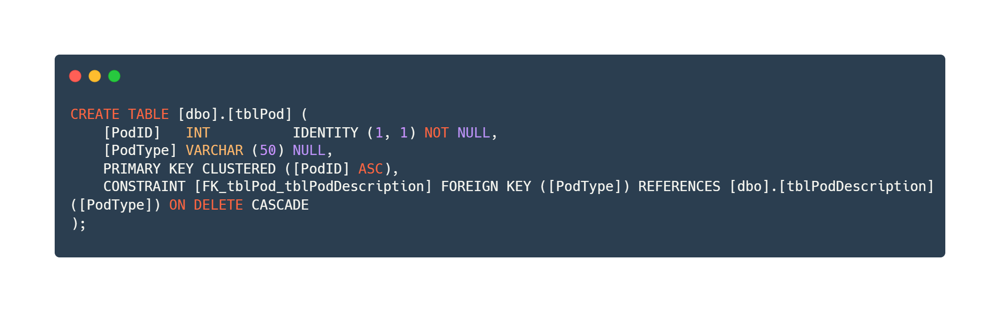 CREATE TABLE [dbo].[tblPod] (
    [PodID]   INT          IDENTITY (1, 1) NOT NULL,
    [PodType] VARCHAR (50) NULL,
    PRIMARY KEY CLUSTERED ([PodID] ASC),
    CONSTRAINT [FK_tblPod_tblPodDescription] FOREIGN KEY ([PodType]) REFERENCES [dbo].[tblPodDescription]
([PodType]) ON DELETE CASCADE
);